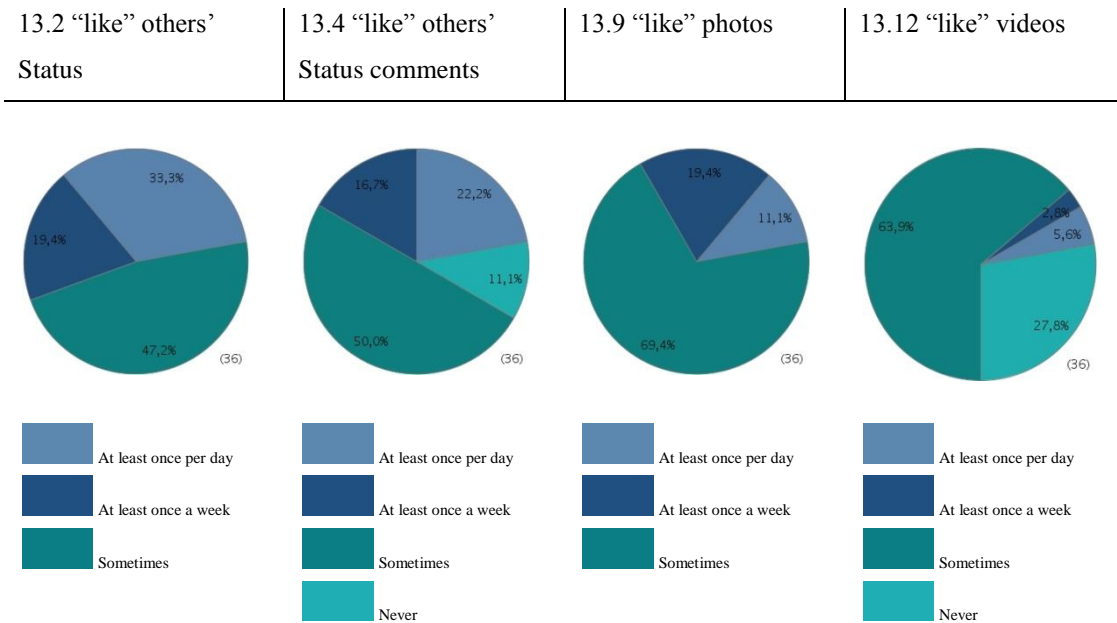 13.2 “like” others’
Status
13.4 “like” others’
Status comments
13.9 “like” photos
13.12 “like” videos
33,3%
19,4%
47,2%
(36)
16,7%
22,2%
11,1%
50,0%
(36)
19,4%
11,1%
69,4%
(36)
2,8%
63,9%
5,6%
27,8%
(36)
At least once per day
At least once a week
Sometimes
At least once per day
At least once a week
Sometimes
Never
At least once per day
At least once a week
Sometimes
At least once per day
At least once a week
Sometimes
Never